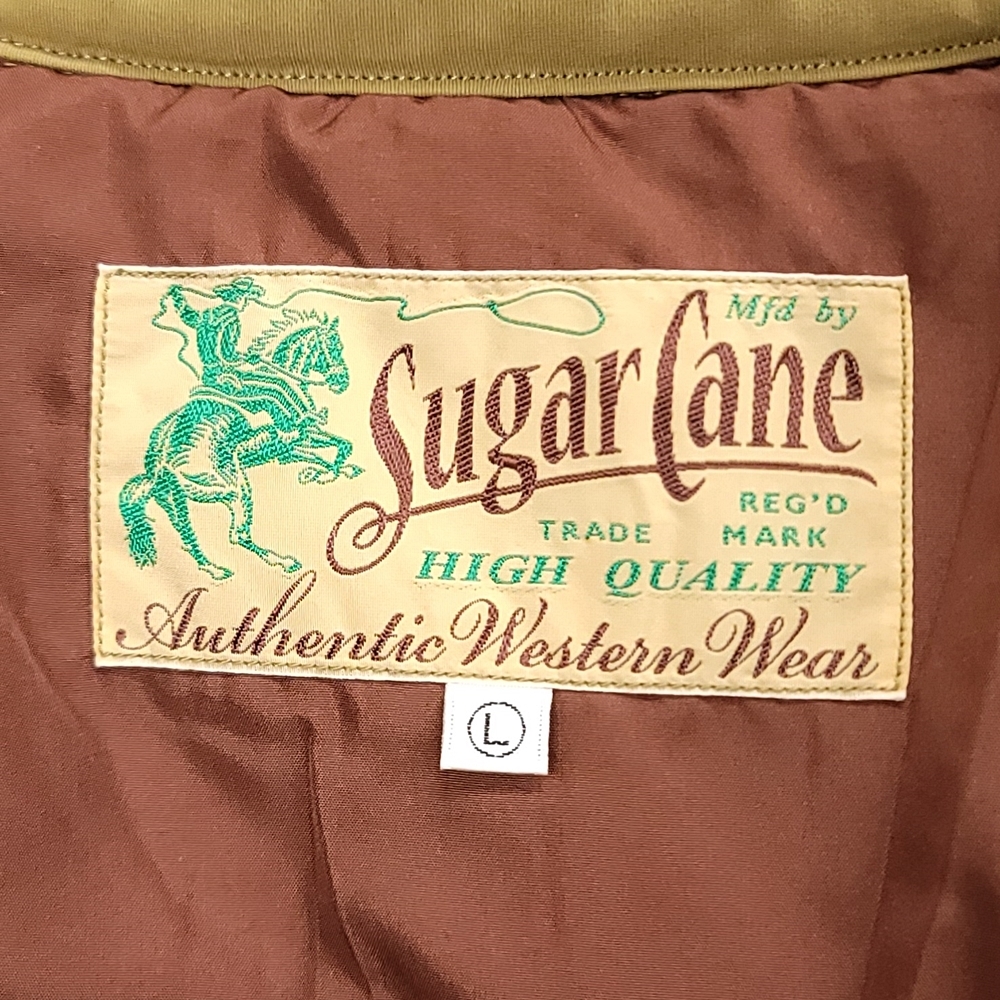 Mfd by
Sugar Cane
REG'D
TRADE MARK
HIGH QUALITY
Authentic Western Wear
L